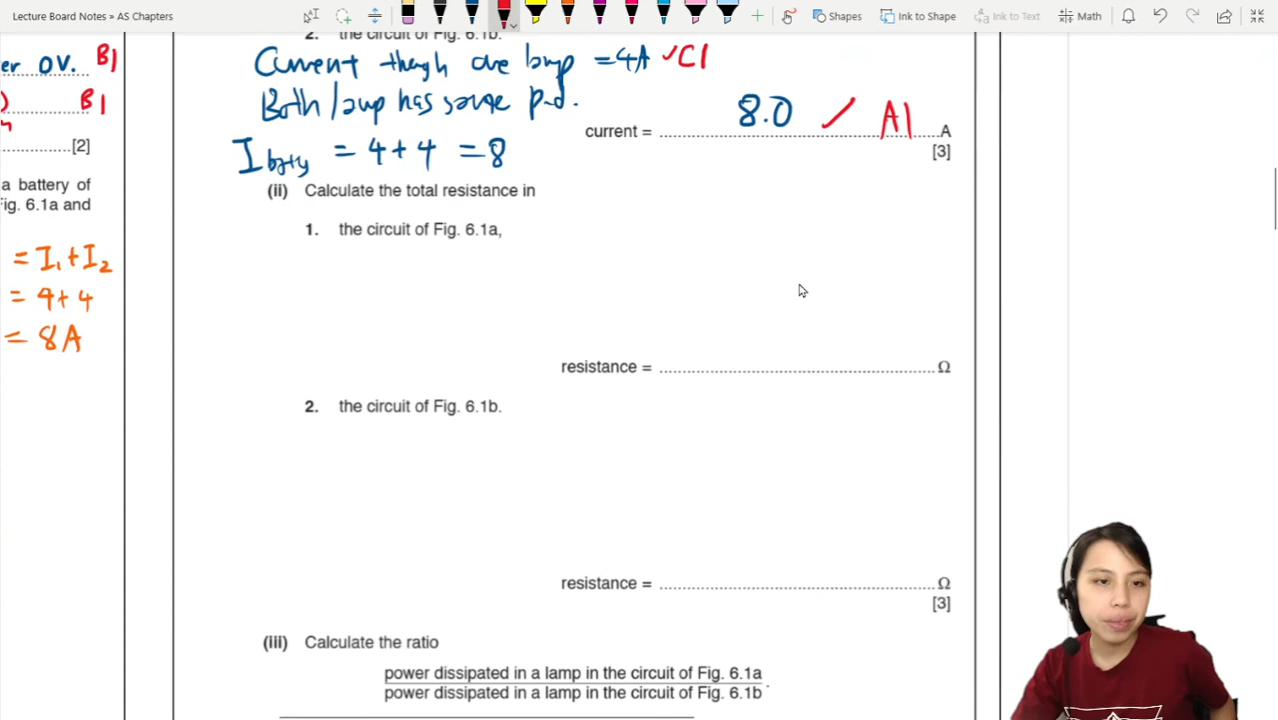 Lecture Board Notes » AS Chapters
Shapes
Ink to Shape
Ink to Text
Math
er OV. B1
) B1
[2]
a battery of
Fig. 6.1a and
= I₁+I₂
= 4+4
= 8A
2. the circuit of Fig. 6.1b.
Current though one lamp = 4A ✓C1
Both lamp has same p.d.
8.0 ✓ A1
current = A
[3]
I = 4+4 = 8
(ii) Calculate the total resistance in
1. the circuit of Fig. 6.1a,
resistance = Ω
2. the circuit of Fig. 6.1b.
resistance = Ω
[3]
(iii) Calculate the ratio
power dissipated in a lamp in the circuit of Fig. 6.1a
power dissipated in a lamp in the circuit of Fig. 6.1b
.